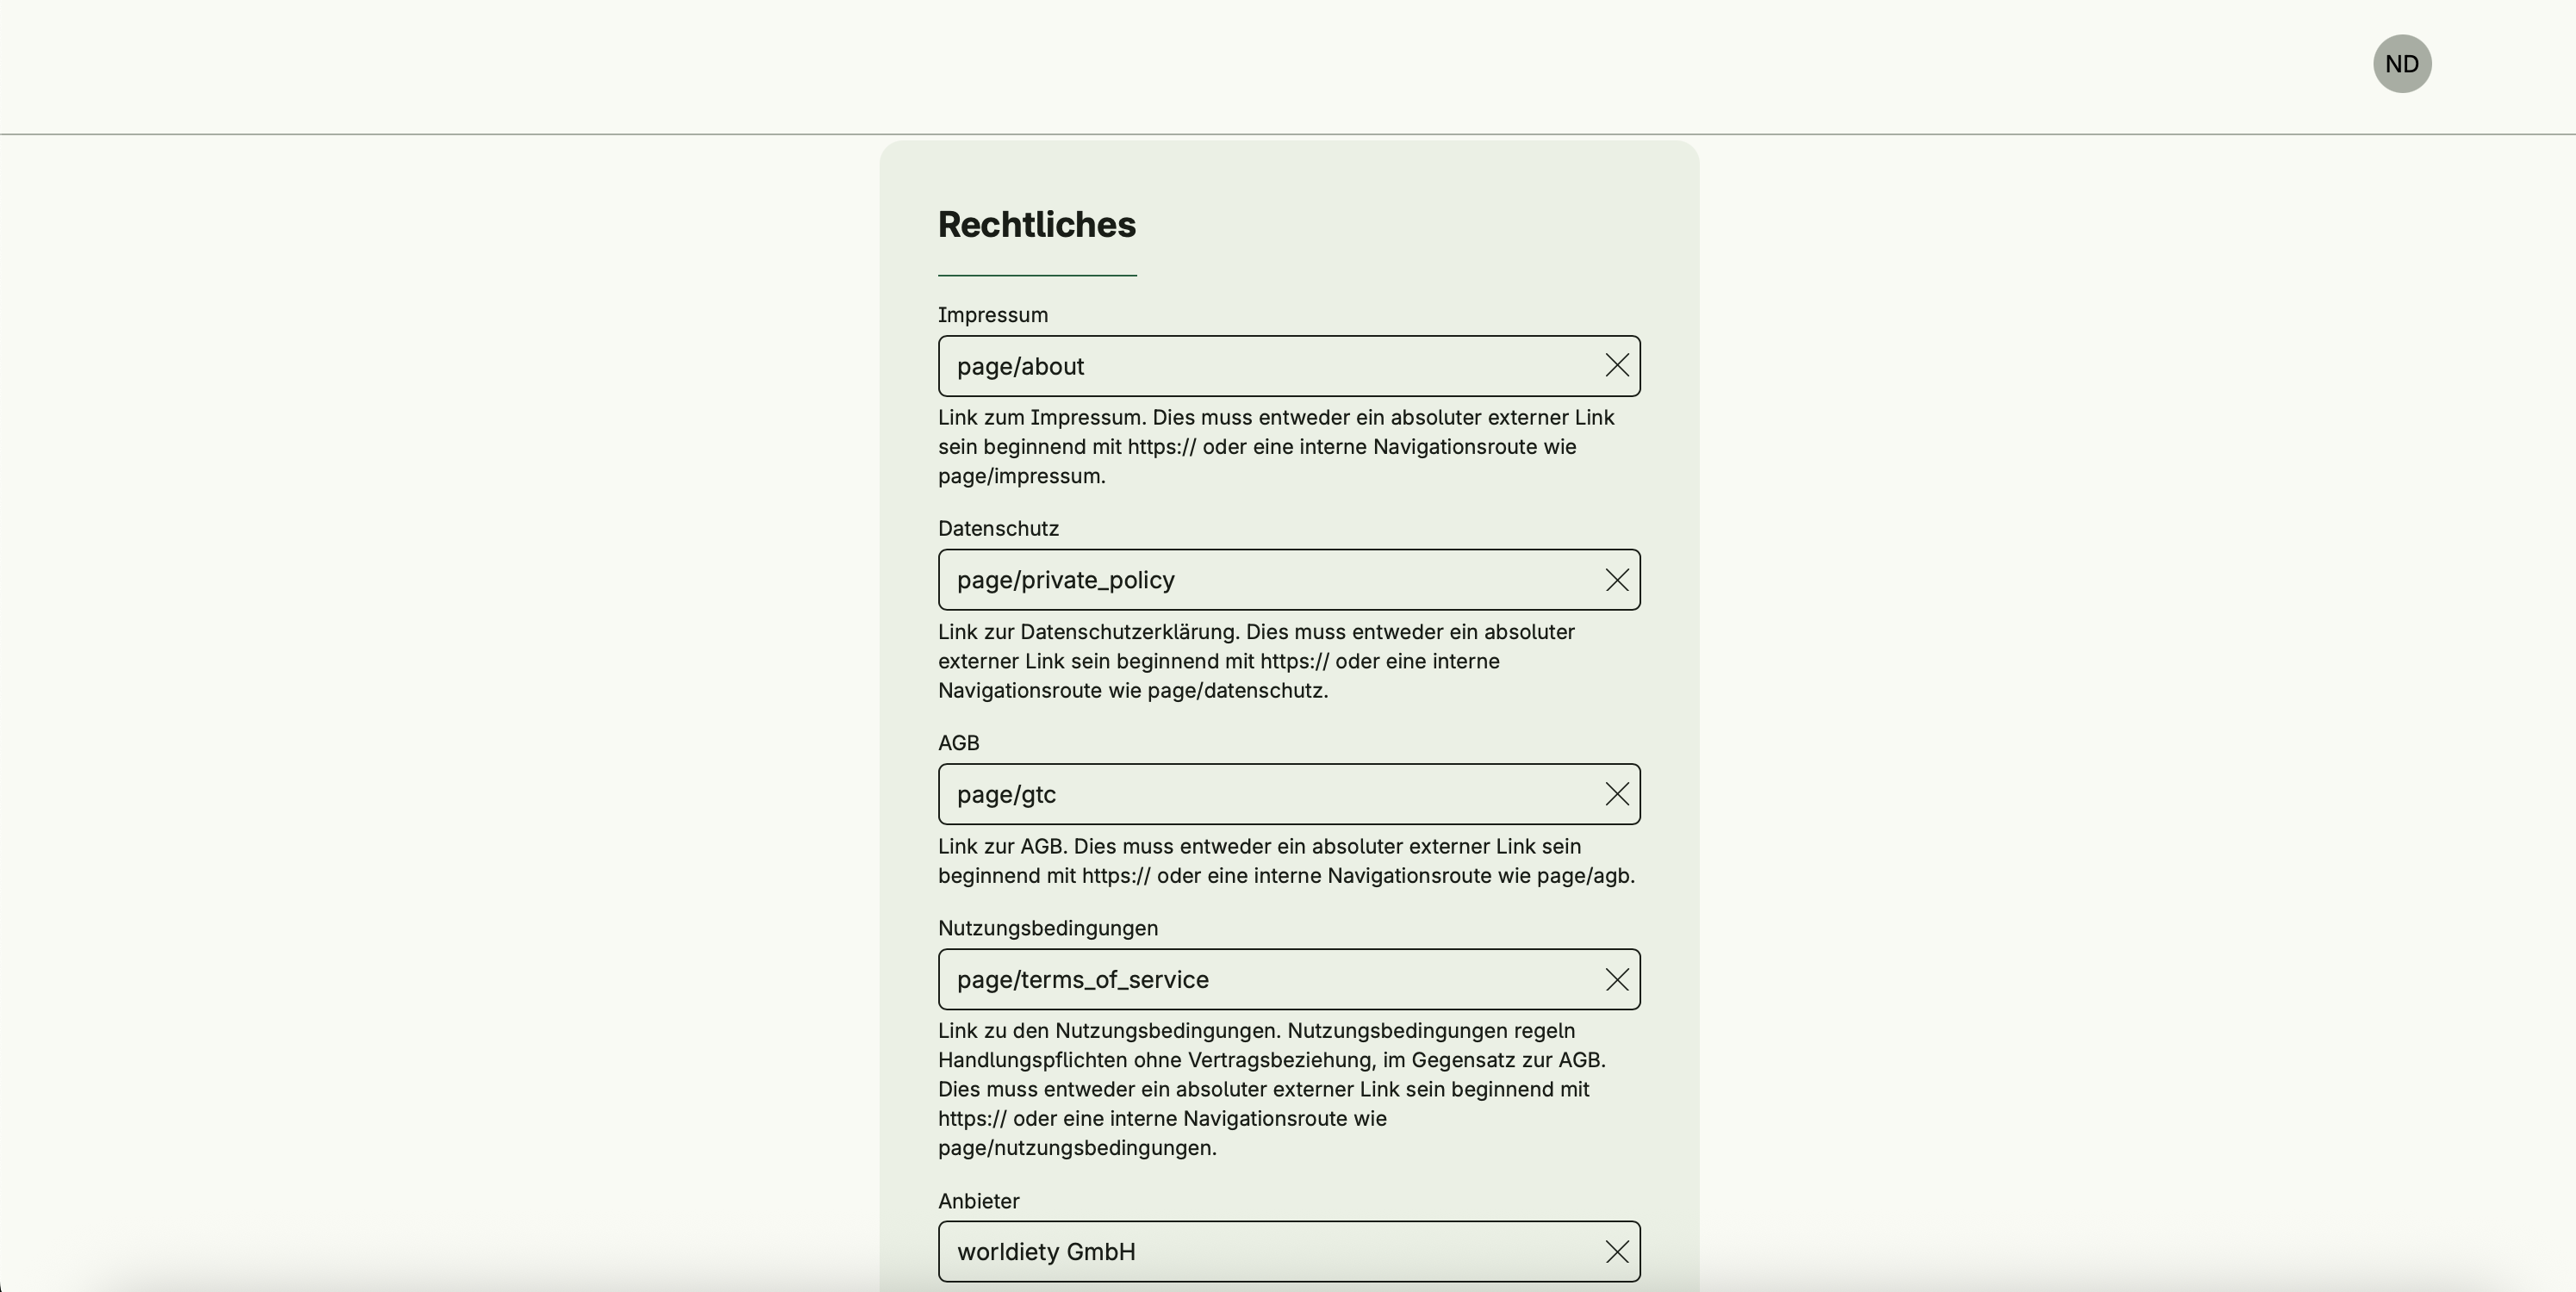 ND
Rechtliches
Impressum
page/about
Link zum Impressum. Dies muss entweder ein absoluter externer Link
sein beginnend mit https:// oder eine interne Navigationsroute wie
page/impressum.
Datenschutz
page/private_policy
Link zur Datenschutzerklärung. Dies muss entweder ein absoluter
externer Link sein beginnend mit https:// oder eine interne
Navigationsroute wie page/datenschutz.
AGB
page/gtc
Link zur AGB. Dies muss entweder ein absoluter externer Link sein
beginnend mit https:// oder eine interne Navigationsroute wie page/agb.
Nutzungsbedingungen
page/terms_of_service
Link zu den Nutzungsbedingungen. Nutzungsbedingungen regeln
Handlungspflichten ohne Vertragsbeziehung, im Gegensatz zur AGB.
Dies muss entweder ein absoluter externer Link sein beginnend mit
https:// oder eine interne Navigationsroute wie
page/nutzungsbedingungen.
Anbieter
worldiety GmbH